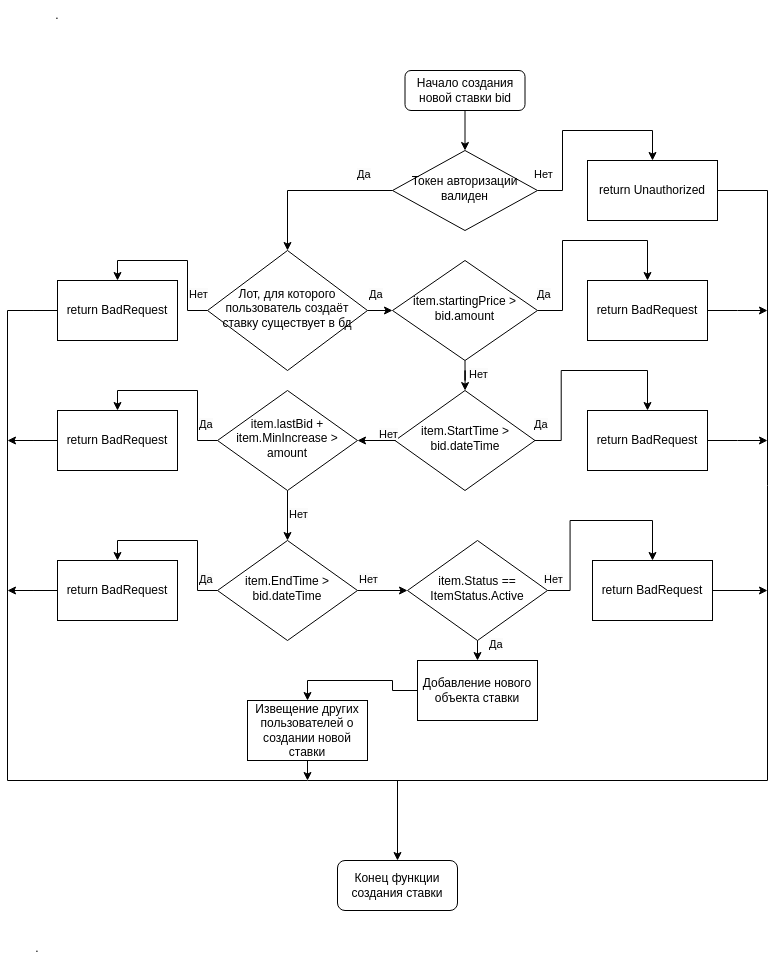 .
Начало создания
новой ставки bid
Да
Токен авторизации
валиден
Нет
return Unauthorized
return BadRequest
Нет
Лот, для которого
пользователь создаёт
ставку существует в бд
Да
item.startingPrice >
bid.amount
Да
return BadRequest
Нет
return BadRequest
Да
item.lastBid +
item.MinIncrease >
amount
Нет
item.StartTime >
bid.dateTime
Да
return BadRequest
Нет
return BadRequest
Да
item.EndTime >
bid.dateTime
Нет
item.Status ==
ItemStatus.Active
Нет
return BadRequest
Да
Добавление нового
объекта ставки
Извещение других
пользователей о
создании новой
ставки
Конец функции
создания ставки
.